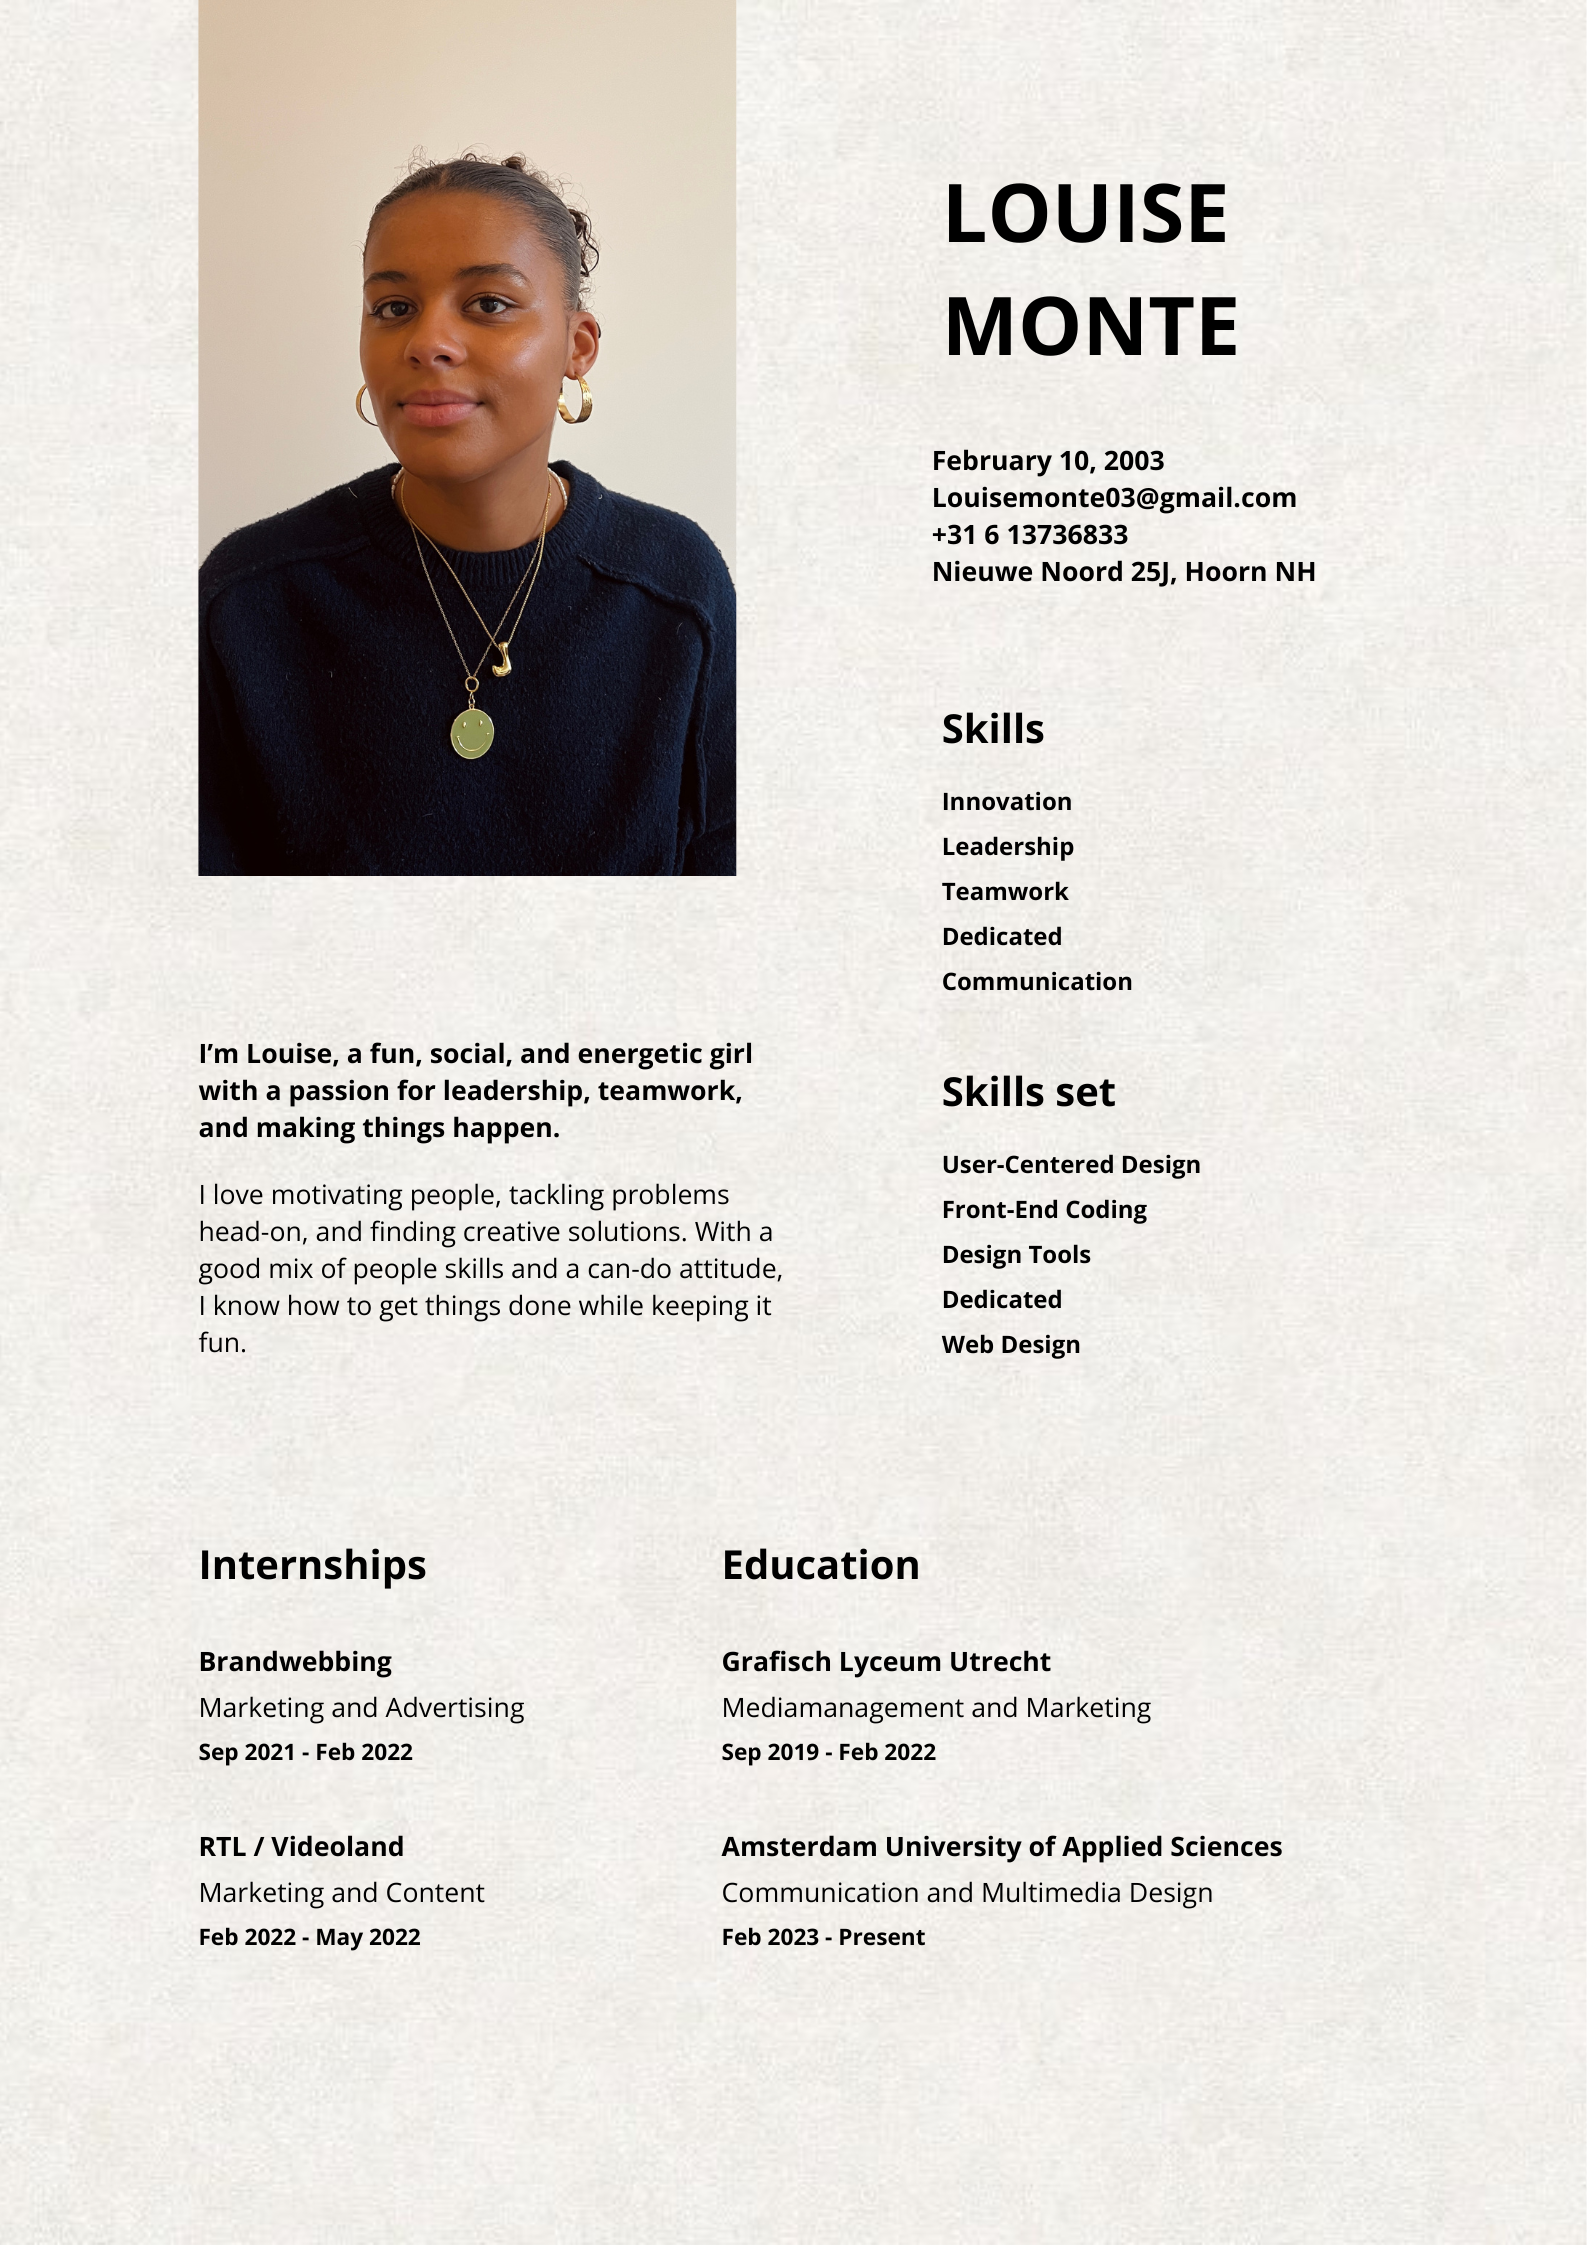 LOUISE
MONTE
February 10, 2003
Louisemonte03@gmail.com
+31 6 13736833
Nieuwe Noord 25J, Hoorn NH
Skills
Innovation
Leadership
Teamwork
Dedicated
Communication
I’m Louise, a fun, social, and energetic girl
with a passion for leadership, teamwork,
and making things happen.
I love motivating people, tackling problems
head-on, and finding creative solutions. With a
good mix of people skills and a can-do attitude,
I know how to get things done while keeping it
fun.
Skills set
User-Centered Design
Front-End Coding
Design Tools
Dedicated
Web Design
Internships
Brandwebbing
Marketing and Advertising
Sep 2021 - Feb 2022
RTL / Videoland
Marketing and Content
Feb 2022 - May 2022
Education
Grafisch Lyceum Utrecht
Mediamanagement and Marketing
Sep 2019 - Feb 2022
Amsterdam University of Applied Sciences
Communication and Multimedia Design
Feb 2023 - Present